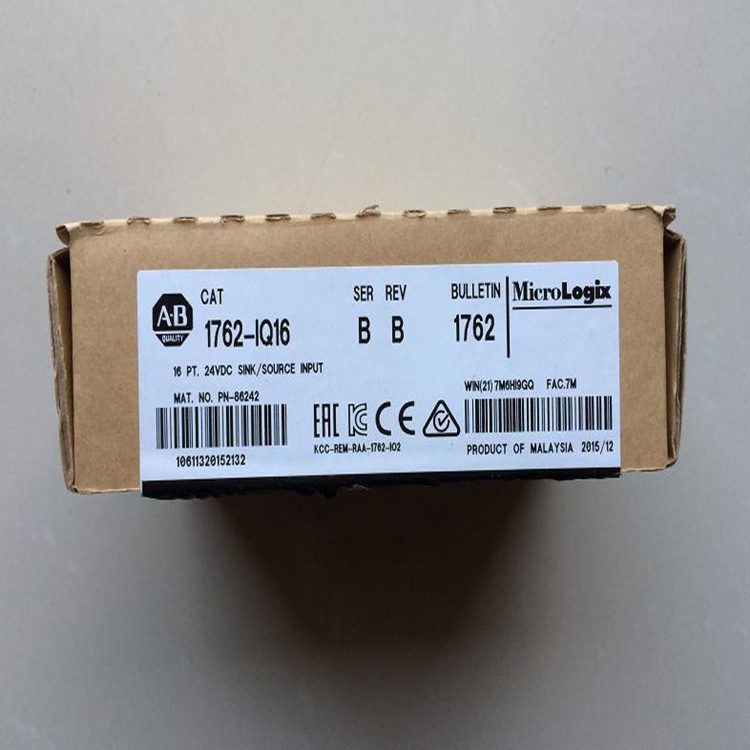 A-B
QUALITY
CAT
1762-IQ16
SER REV
B B
BULLETIN
1762
MicroLogix
16 PT. 24VDC SINK/SOURCE INPUT
MAT. NO. PN-86242
10611320152132
EAC CE
KCC-REM-RAA-1762-IO2
WIN(21) 7M6HI9GQ FAC.7M
PRODUCT OF MALAYSIA 2015/12